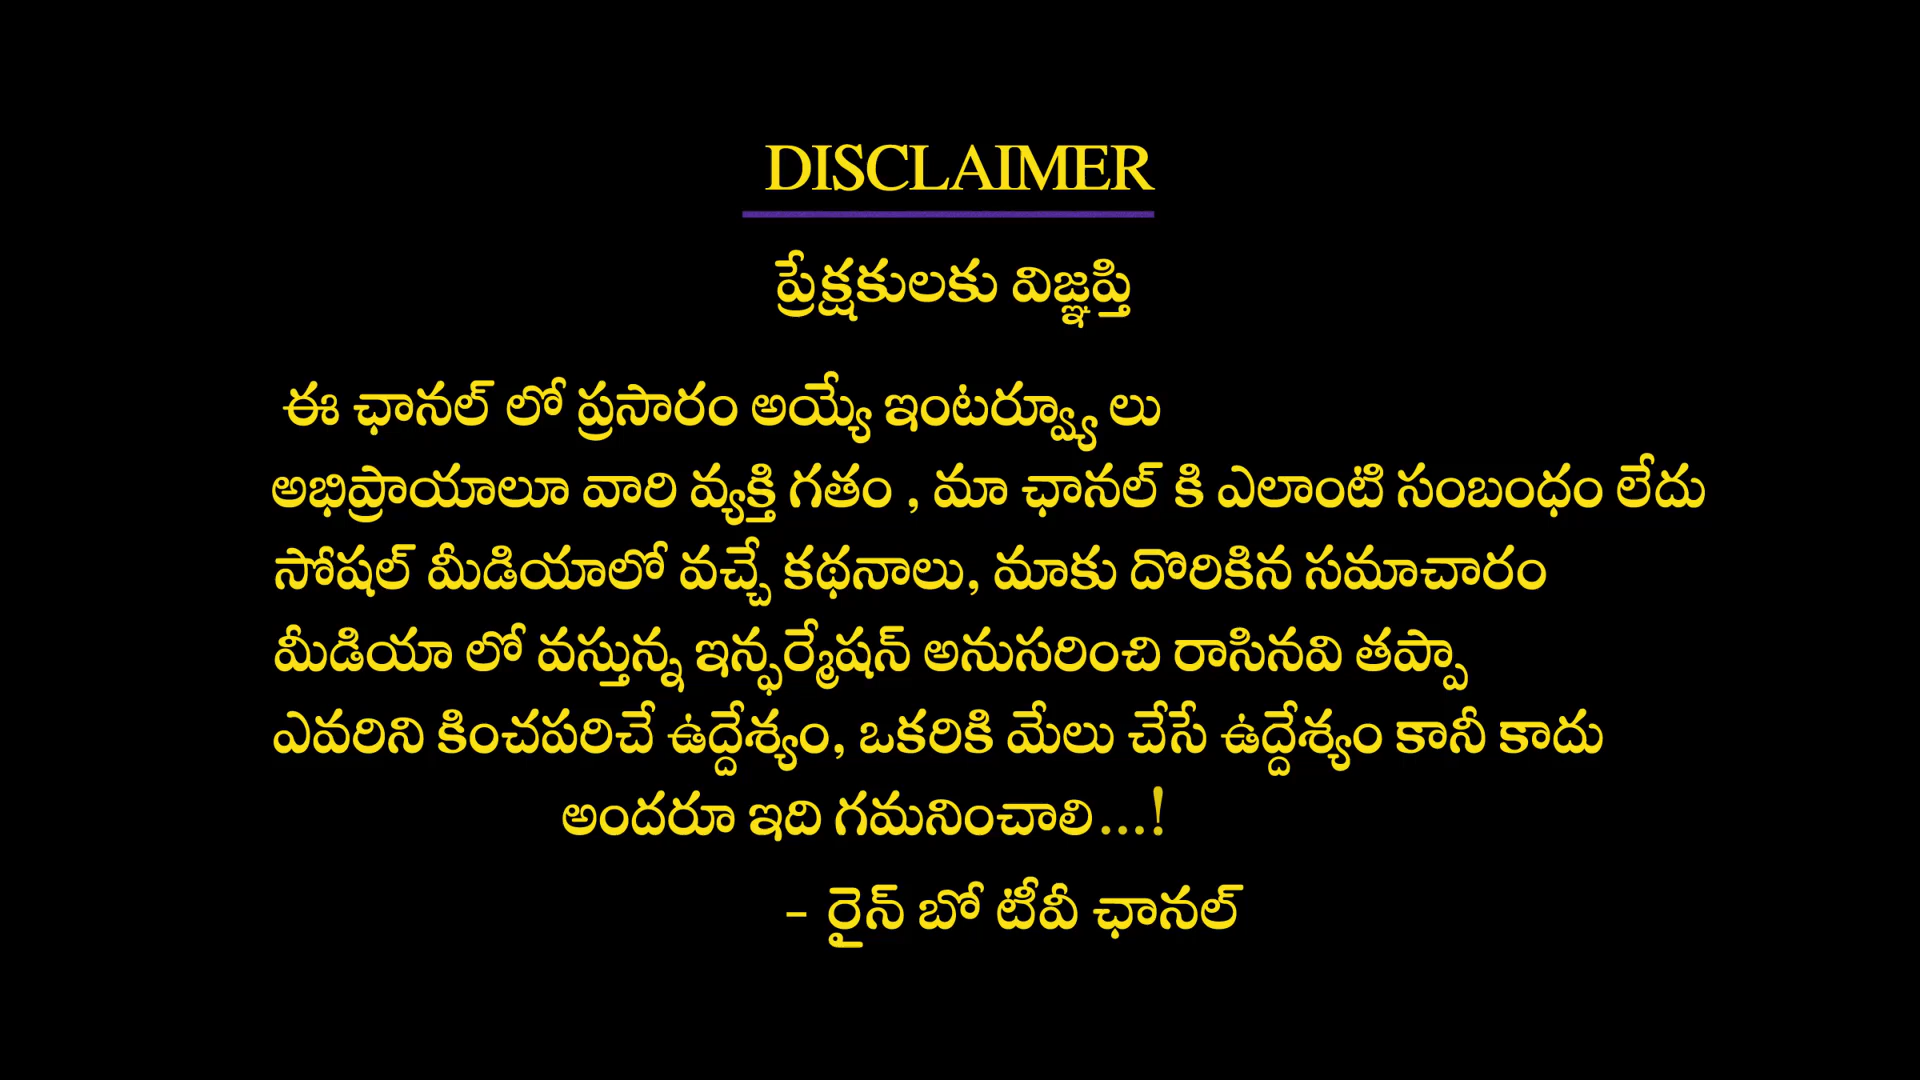 DISCLAIMER
ప్రేక్షకులకు విజ్ఞప్తి
ఈ ఛానల్ లో ప్రసారం అయ్యే ఇంటర్వ్యూ లు
అభిప్రాయాలూ వారి వ్యక్తి గతం , మా ఛానల్ కి ఎలాంటి సంబంధం లేదు
సోషల్ మీడియాలో వచ్చే కథనాలు, మాకు దొరికిన సమాచారం
మీడియా లో వస్తున్న ఇన్ఫర్మేషన్ అనుసరించి రాసినవి తప్పా
ఎవరిని కించపరిచే ఉద్దేశ్యం, ఒకరికి మేలు చేసే ఉద్దేశ్యం కానీ కాదు
అందరూ ఇది గమనించాలి...!
- రైన్ బో టీవీ ఛానల్